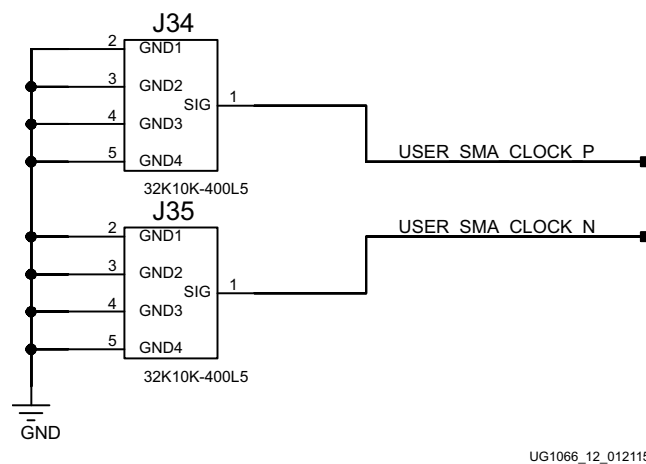 J34
2 GND1
3 GND2
SIG 1
4 GND3
USER_SMA_CLOCK_P
5 GND4
32K10K-400L5
J35
2 GND1
USER_SMA_CLOCK_N
3 GND2
SIG 1
4 GND3
5 GND4
32K10K-400L5
GND
UG1066_12_012115